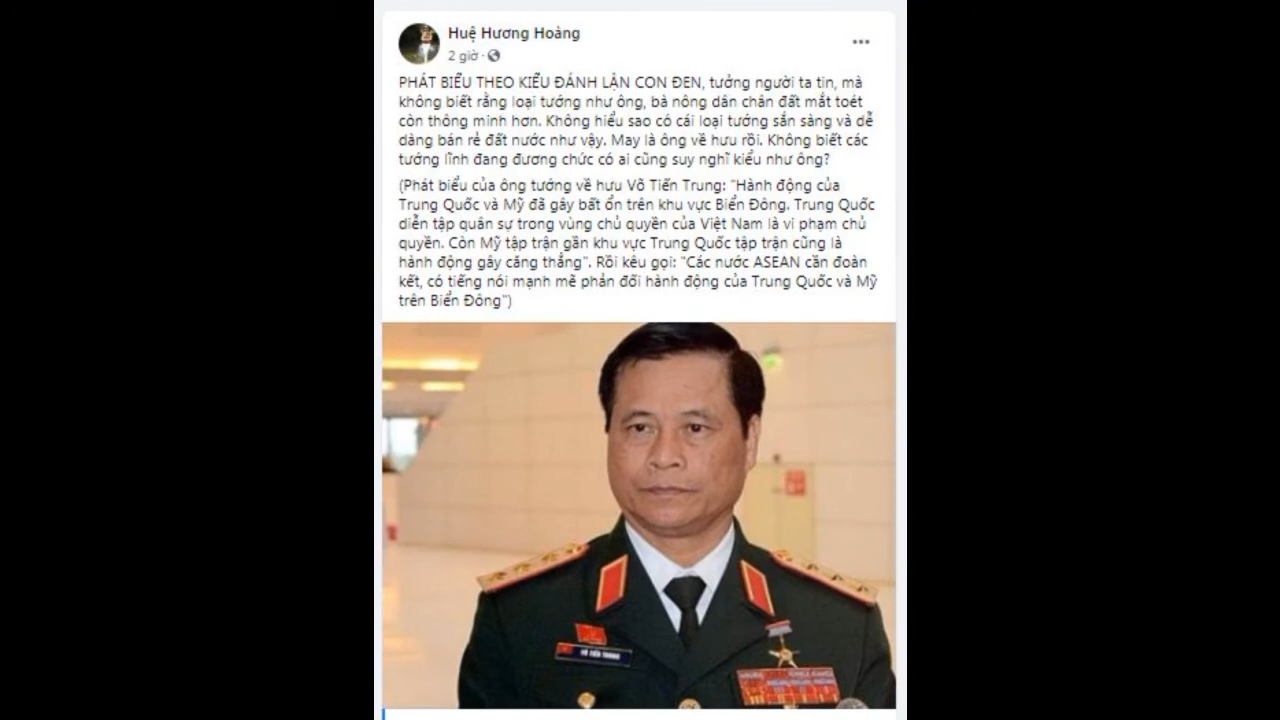 Huệ Hương Hoàng
2 giờ ·
PHÁT BIỂU THEO KIỂU ĐÁNH LẬN CON ĐEN, tưởng người ta tin, mà
không biết rằng loại tướng như ông, bà nông dân chân đất mắt toét
còn thông minh hơn. Không hiểu sao có cái loại tướng sẵn sàng và dễ
dàng bán rẻ đất nước như vậy. May là ông về hưu rồi. Không biết các
tướng lĩnh đang đương chức có ai cũng suy nghĩ kiểu như ông?
(Phát biểu của ông tướng về hưu Võ Tiến Trung: "Hành động của
Trung Quốc và Mỹ đã gây bất ổn trên khu vực Biển Đông. Trung Quốc
diễn tập quân sự trong vùng chủ quyền của Việt Nam là vi phạm chủ
quyền. Còn Mỹ tập trận gần khu vực Trung Quốc tập trận cũng là
hành động gây căng thẳng". Rồi kêu gọi: "Các nước ASEAN cần đoàn
kết, có tiếng nói mạnh mẽ phản đối hành động của Trung Quốc và Mỹ
trên Biển Đông")
VÕ TIẾN TRUNG